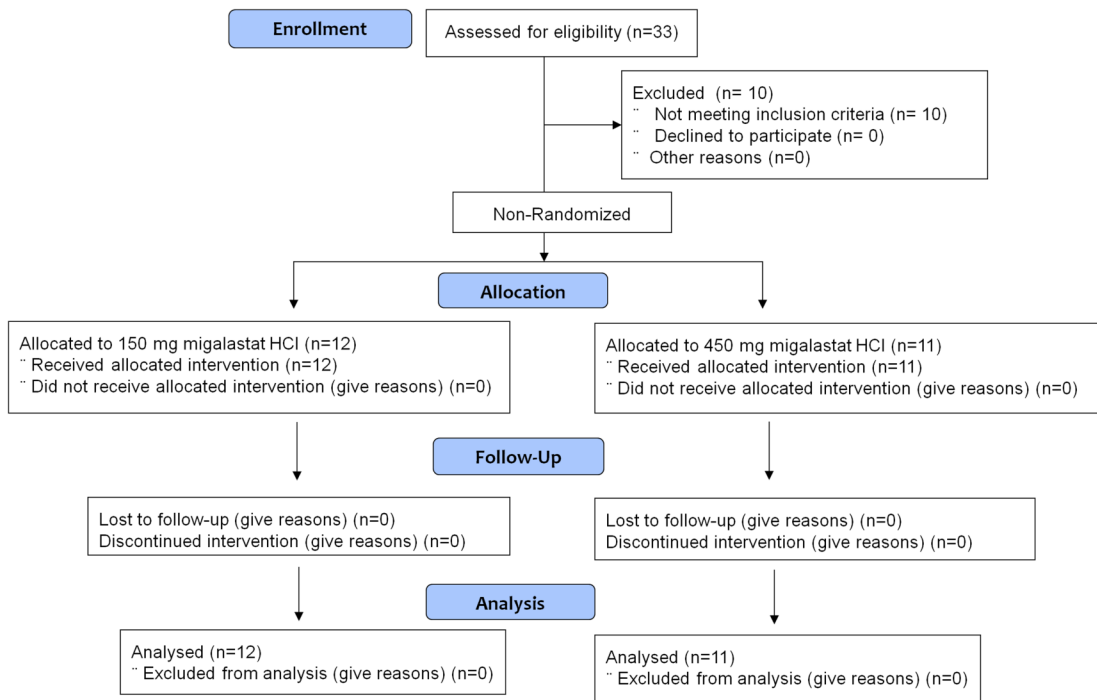 Enrollment
Assessed for eligibility (n=33)
Excluded (n= 10)
¨ Not meeting inclusion criteria (n= 10)
¨ Declined to participate (n= 0)
¨ Other reasons (n=0)
Non-Randomized
Allocation
Allocated to 150 mg migalastat HCl (n=12)
¨ Received allocated intervention (n=12)
¨ Did not receive allocated intervention (give reasons) (n=0)
Allocated to 450 mg migalastat HCl (n=11)
¨ Received allocated intervention (n=11)
¨ Did not receive allocated intervention (give reasons) (n=0)
Follow-Up
Lost to follow-up (give reasons) (n=0)
Discontinued intervention (give reasons) (n=0)
Lost to follow-up (give reasons) (n=0)
Discontinued intervention (give reasons) (n=0)
Analysis
Analysed (n=12)
¨ Excluded from analysis (give reasons) (n=0)
Analysed (n=11)
¨ Excluded from analysis (give reasons) (n=0)